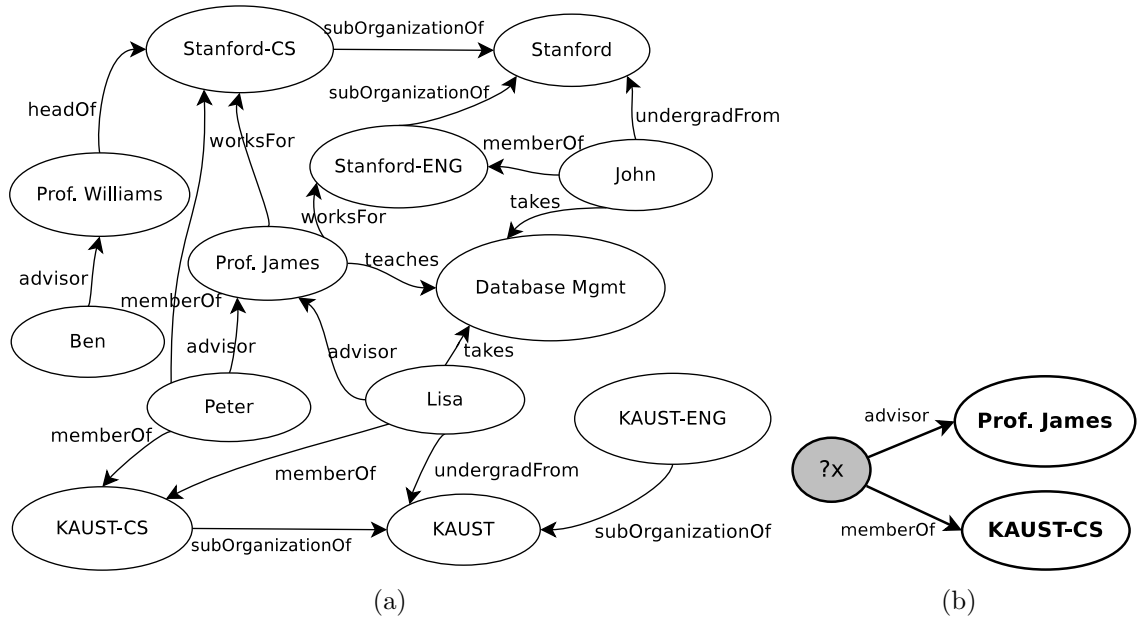 subOrganizationOf
Stanford-CS
Stanford
subOrganizationOf
headOf
undergradFrom
worksFor
memberOf
Stanford-ENG
John
Prof. Williams
takes
worksFor
Prof. James
teaches
advisor
Database Mgmt
memberOf
Ben
advisor
advisor
takes
Peter
Lisa
KAUST-ENG
advisor
Prof. James
memberOf
?x
memberOf
undergradFrom
KAUST-CS
KAUST
memberOf
KAUST-CS
subOrganizationOf
subOrganizationOf
(a)
(b)